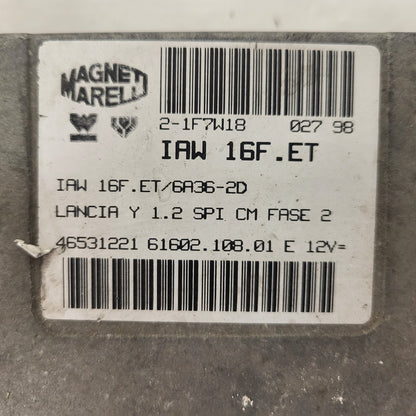 MAGNETI
MARELLI
2-1F7W18 027 98
IAW 16F.ET
IAW 16F.ET/6A36-2D
LANCIA Y 1.2 SPI CM FASE 2
46531221 61602.108.01 E 12V=